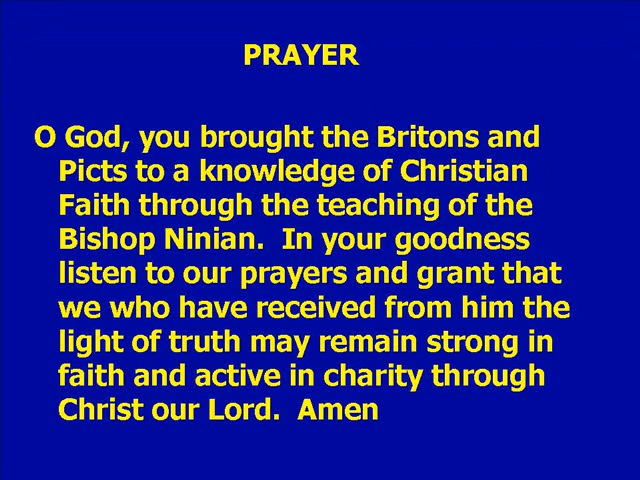 PRAYER
O God, you brought the Britons and
Picts to a knowledge of Christian
Faith through the teaching of the
Bishop Ninian.  In your goodness
listen to our prayers and grant that
we who have received from him the
light of truth may remain strong in
faith and active in charity through
Christ our Lord.  Amen